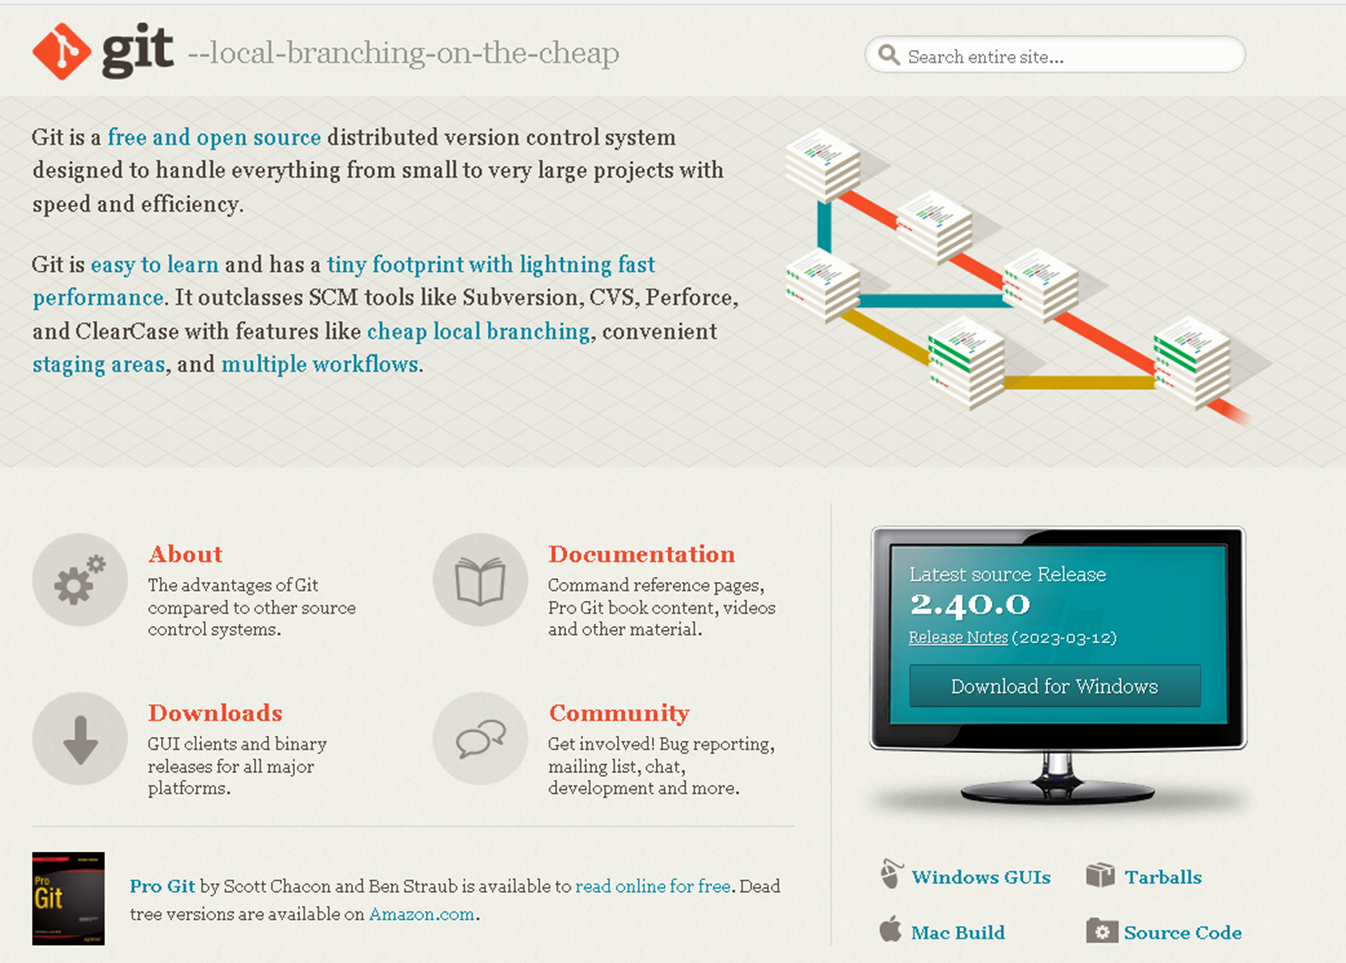 git --local-branching-on-the-cheap
Search entire site...
Git is a free and open source distributed version control system
designed to handle everything from small to very large projects with
speed and efficiency.
Git is easy to learn and has a tiny footprint with lightning fast
performance. It outclasses SCM tools like Subversion, CVS, Perforce,
and ClearCase with features like cheap local branching, convenient
staging areas, and multiple workflows.
About
The advantages of Git
compared to other source
control systems.
Documentation
Command reference pages,
Pro Git book content, videos
and other material.
Downloads
GUI clients and binary
releases for all major
platforms.
Community
Get involved! Bug reporting,
mailing list, chat,
development and more.
Pro
Git
Pro Git by Scott Chacon and Ben Straub is available to read online for free. Dead
tree versions are available on Amazon.com.
Latest source Release
2.40.0
Release Notes (2023-03-12)
Download for Windows
Windows GUIs
Tarballs
Mac Build
Source Code